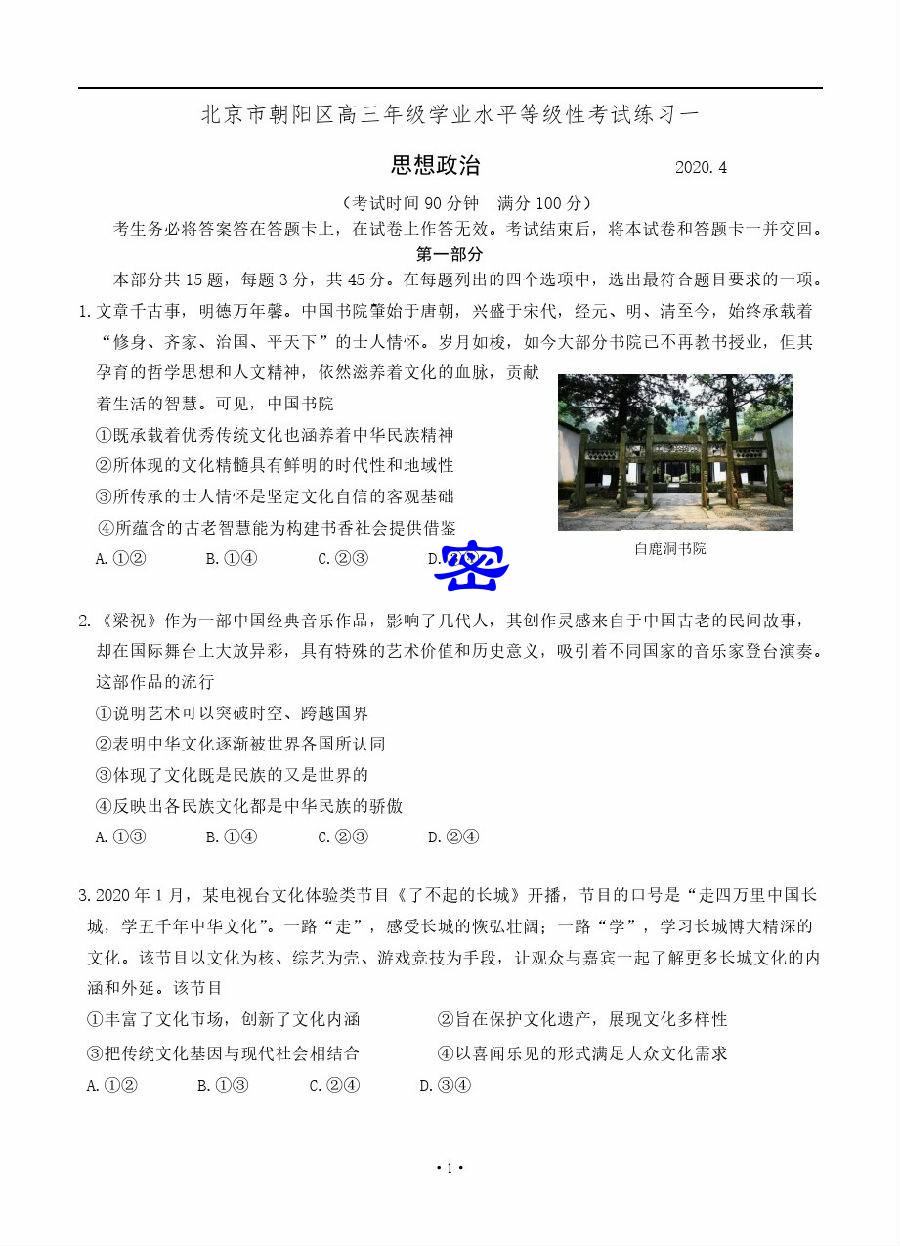 北京市朝阳区高三年级学业水平等级性考试练习一
思想政治 2020.4
（考试时间 90 分钟 满分 100 分）
考生务必将答案答在答题卡上，在试卷上作答无效。考试结束后，将本试卷和答题卡一并交回。
第一部分
本部分共 15 题，每题 3 分，共 45 分。在每题列出的四个选项中，选出最符合题目要求的一项。
1. 文章千古事，明德万年馨。中国书院肇始于唐朝，兴盛于宋代，经元、明、清至今，始终承载着
“修身、齐家、治国、平天下”的士人情怀。岁月如梭，如今大部分书院已不再教书授业，但其
孕育的哲学思想和人文精神，依然滋养着文化的血脉，贡献
着生活的智慧。可见，中国书院
①既承载着优秀传统文化也涵养着中华民族精神
②所体现的文化精髓具有鲜明的时代性和地域性
③所传承的士人情怀是坚定文化自信的客观基础
④所蕴含的古老智慧能为构建书香社会提供借鉴
A. ①② B. ①④ C. ②③ D.
密
白鹿洞书院
2. 《梁祝》作为一部中国经典音乐作品，影响了几代人，其创作灵感来自于中国古老的民间故事，
却在国际舞台上大放异彩，具有特殊的艺术价值和历史意义，吸引着不同国家的音乐家登台演奏。
这部作品的流行
①说明艺术可以突破时空、跨越国界
②表明中华文化逐渐被世界各国所认同
③体现了文化既是民族的又是世界的
④反映出各民族文化都是中华民族的骄傲
A. ①③ B. ①④ C. ②③ D. ②④
3. 2020 年 1 月，某电视台文化体验类节目《了不起的长城》开播，节目的口号是“走四万里中国长
城，学五千年中华文化”。一路“走”，感受长城的恢弘壮阔；一路“学”，学习长城博大精深的
文化。该节目以文化为核、综艺为壳、游戏竞技为手段，让观众与嘉宾一起了解更多长城文化的内
涵和外延。该节目
①丰富了文化市场，创新了文化内涵 ②旨在保护文化遗产，展现文化多样性
③把传统文化基因与现代社会相结合 ④以喜闻乐见的形式满足人众文化需求
A. ①② B. ①③ C. ②④ D. ③④
· 1 ·